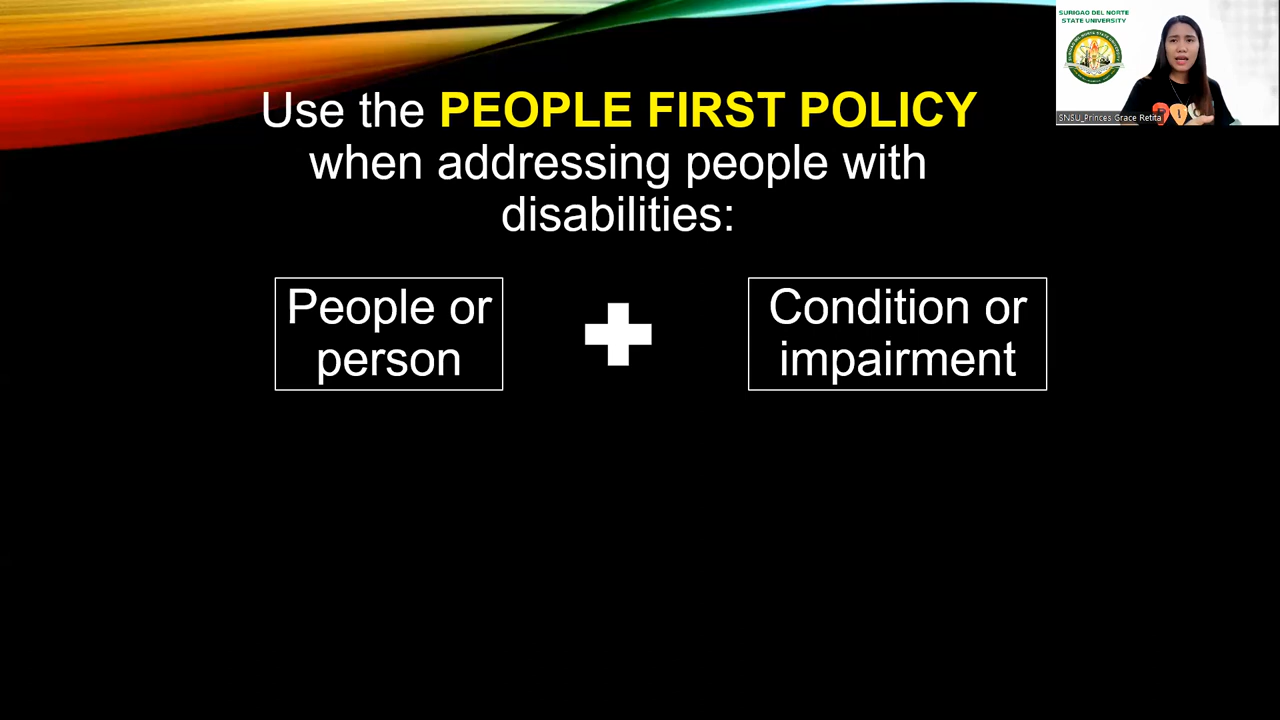 SURIGAO DEL NORTE
STATE UNIVERSITY
SNSU_Princes Grace Retita
Use the PEOPLE FIRST POLICY
when addressing people with
disabilities:
People or
person
Condition or
impairment